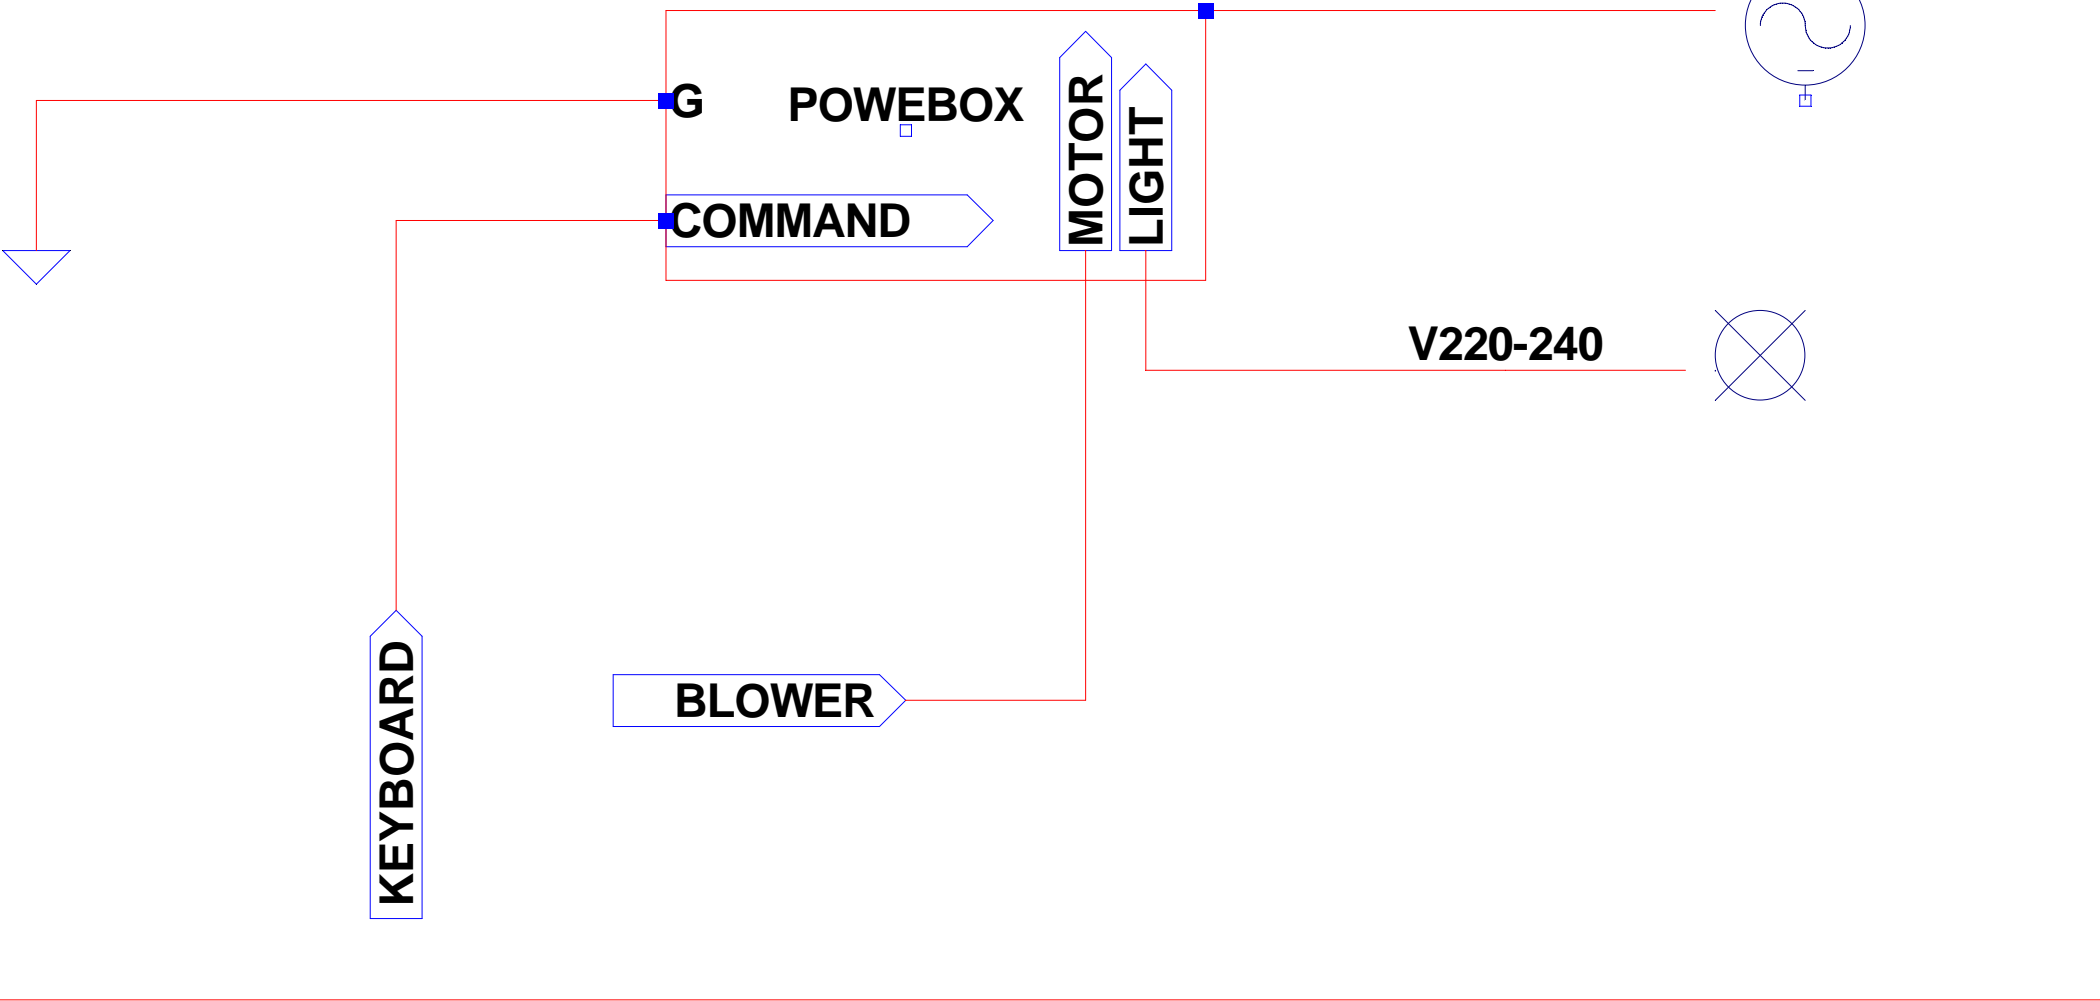 G
POWEBOX
MOTOR
LIGHT
COMMAND
V220-240
KEYBOARD
BLOWER